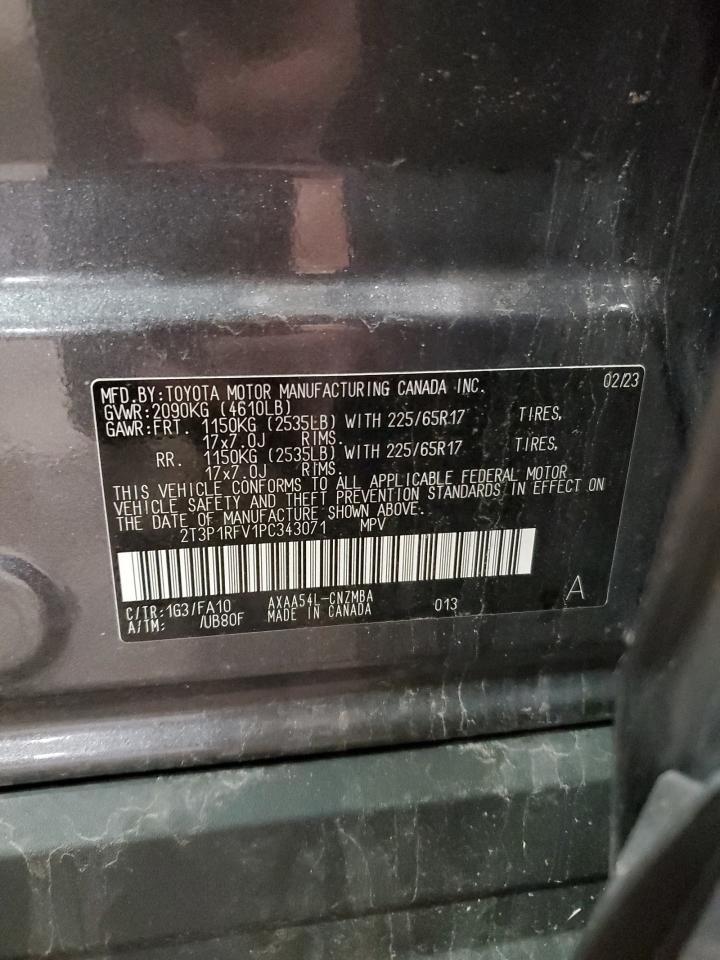 MFD.BY:TOYOTA MOTOR MANUFACTURING CANADA INC. 02/23
GVWR:2090KG (4610LB)
GAWR:FRT. 1150KG (2535LB) WITH 225/65R17 TIRES,
17x7.0J RIMS.
RR. 1150KG (2535LB) WITH 225/65R17 TIRES,
17x7.0J RIMS.
THIS VEHICLE CONFORMS TO ALL APPLICABLE FEDERAL MOTOR
VEHICLE SAFETY AND THEFT PREVENTION STANDARDS IN EFFECT ON
THE DATE OF MANUFACTURE SHOWN ABOVE.
2T3P1RFV1PC343071 MPV
C/TR:1G3/FA10 AXAA54L-CNZMBA 013 A
A/TM: /UB80F MADE IN CANADA